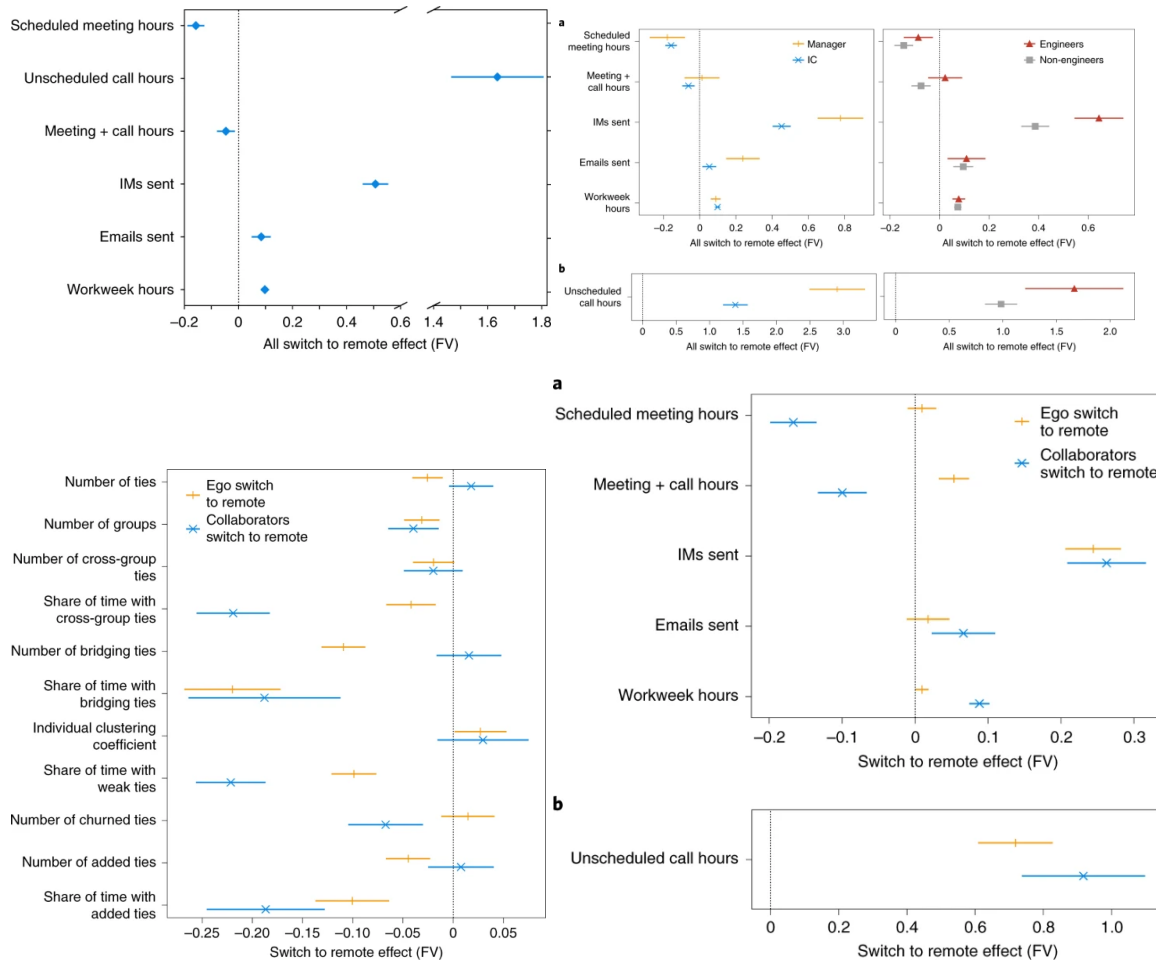 Scheduled meeting hours
Unscheduled call hours
Meeting + call hours
IMs sent
Emails sent
Workweek hours
−0.2 0 0.2 0.4 0.6 1.4 1.6 1.8
All switch to remote effect (FV)
a
Scheduled
meeting hours
Meeting +
call hours
IMs sent
Emails sent
Workweek
hours
Manager
IC
−0.2 0 0.2 0.4 0.6 0.8
All switch to remote effect (FV)
Engineers
Non-engineers
−0.2 0 0.2 0.4 0.6
All switch to remote effect (FV)
b
Unscheduled
call hours
0 0.5 1.0 1.5 2.0 2.5 3.0
All switch to remote effect (FV)
0 0.5 1.0 1.5 2.0
All switch to remote effect (FV)
Number of ties
Number of groups
Number of cross-group
ties
Share of time with
cross-group ties
Number of bridging ties
Share of time with
bridging ties
Individual clustering
coefficient
Share of time with
weak ties
Number of churned ties
Number of added ties
Share of time with
added ties
Ego switch
to remote
Collaborators
switch to remote
−0.25 −0.20 −0.15 −0.10 −0.05 0 0.05
Switch to remote effect (FV)
a
Scheduled meeting hours
Meeting + call hours
IMs sent
Emails sent
Workweek hours
Ego switch
to remote
Collaborators
switch to remote
−0.2 −0.1 0 0.1 0.2 0.3
Switch to remote effect (FV)
b
Unscheduled call hours
0 0.2 0.4 0.6 0.8 1.0
Switch to remote effect (FV)